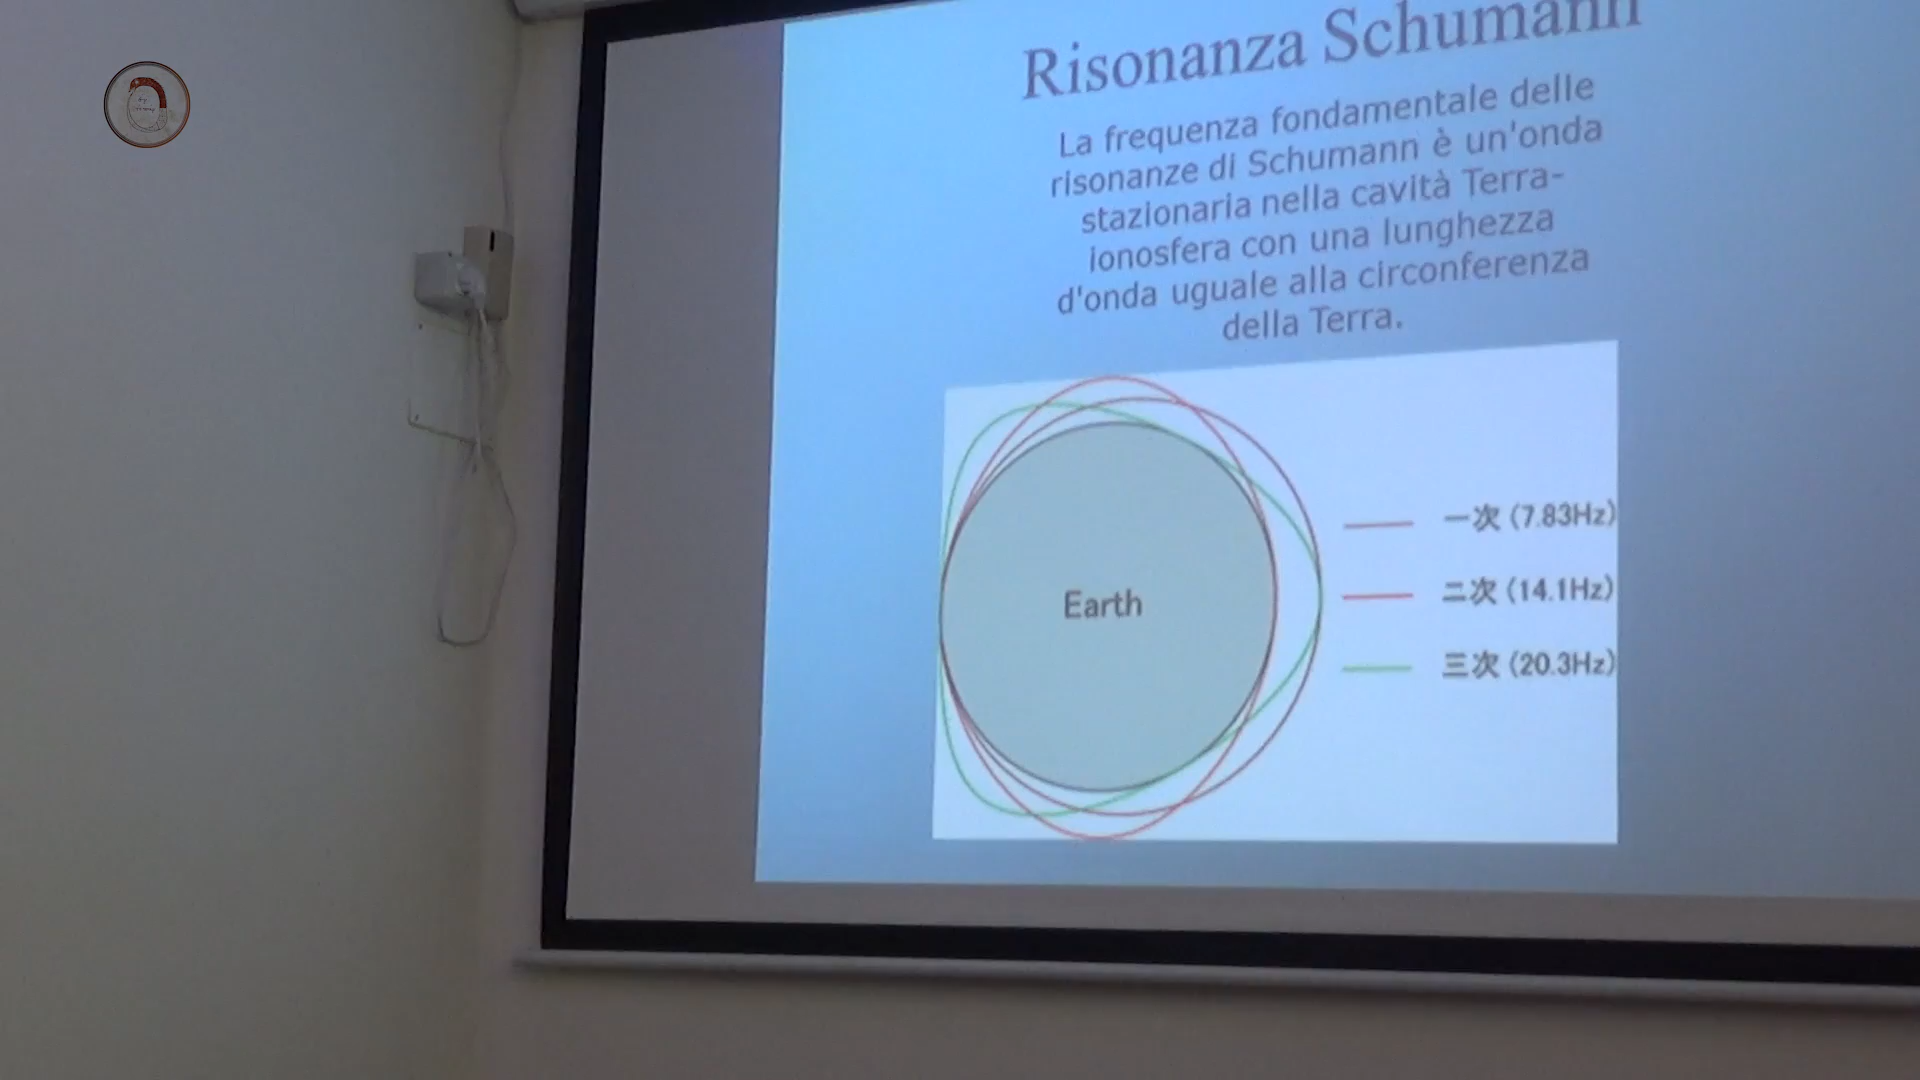 Risonanza Schumann
La frequenza fondamentale delle
risonanze di Schumann è un'onda
stazionaria nella cavità Terra-
ionosfera con una lunghezza
d'onda uguale alla circonferenza
della Terra.
Earth
一次 (7.83Hz)
二次 (14.1Hz)
三次 (20.3Hz)